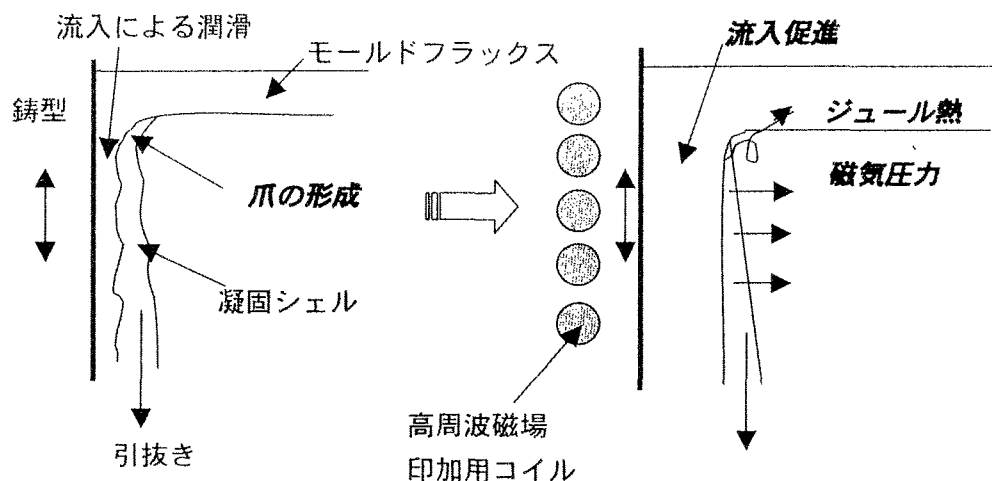 流入による潤滑
モールドフラックス
鋳型
爪の形成
凝固シェル
引抜き
流入促進
ジュール熱
磁気圧力
高周波磁場
印加用コイル